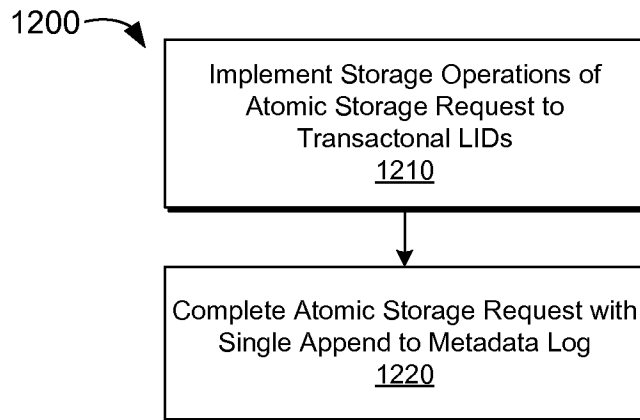 1200
Implement Storage Operations of
Atomic Storage Request to
Transactonal LIDs
1210
Complete Atomic Storage Request with
Single Append to Metadata Log
1220